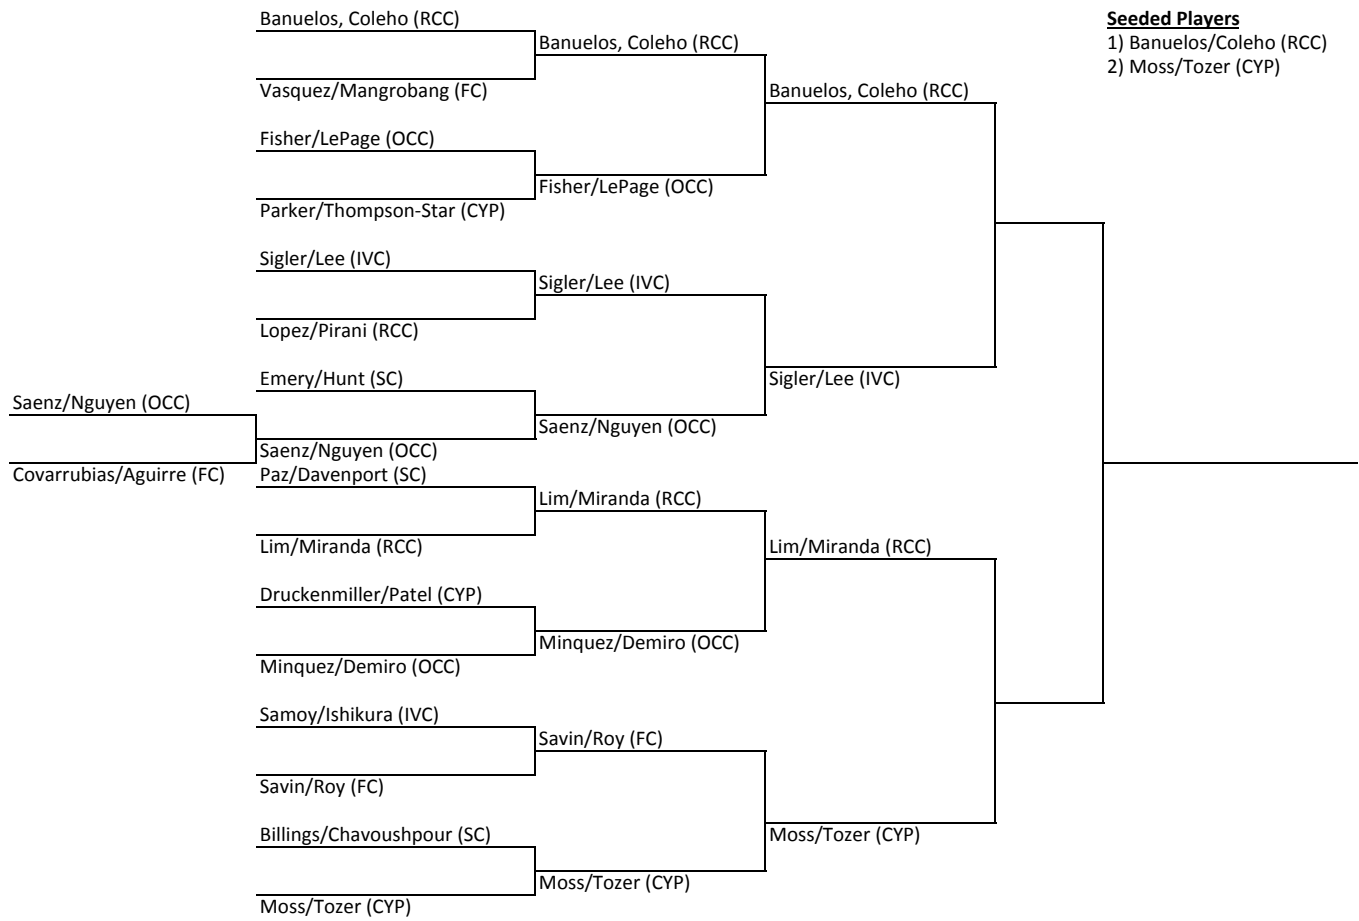 Banuelos, Coleho (RCC)
Seeded Players
1) Banuelos/Coleho (RCC)
2) Moss/Tozer (CYP)
Banuelos, Coleho (RCC)
Vasquez/Mangrobang (FC)
Banuelos, Coleho (RCC)
Fisher/LePage (OCC)
Fisher/LePage (OCC)
Parker/Thompson-Star (CYP)
Sigler/Lee (IVC)
Sigler/Lee (IVC)
Lopez/Pirani (RCC)
Emery/Hunt (SC)
Sigler/Lee (IVC)
Saenz/Nguyen (OCC)
Saenz/Nguyen (OCC)
Saenz/Nguyen (OCC)
Covarrubias/Aguirre (FC)
Paz/Davenport (SC)
Lim/Miranda (RCC)
Lim/Miranda (RCC)
Lim/Miranda (RCC)
Druckenmiller/Patel (CYP)
Minquez/Demiro (OCC)
Minquez/Demiro (OCC)
Samoy/Ishikura (IVC)
Savin/Roy (FC)
Savin/Roy (FC)
Billings/Chavoushpour (SC)
Moss/Tozer (CYP)
Moss/Tozer (CYP)
Moss/Tozer (CYP)